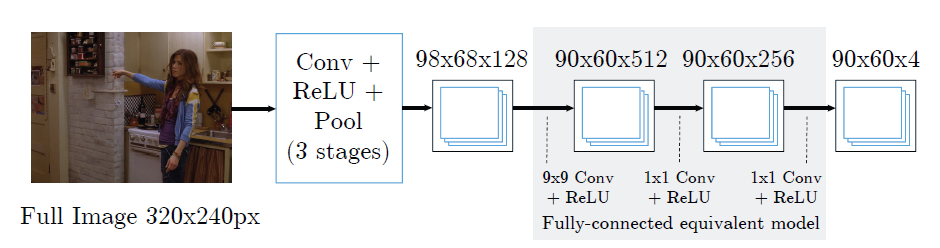 98x68x128
90x60x512
90x60x256
90x60x4
Conv +
ReLU +
Pool
(3 stages)
9x9 Conv
+ ReLU
1x1 Conv
+ ReLU
1x1 Conv
+ ReLU
Full Image 320x240px
Fully-connected equivalent model